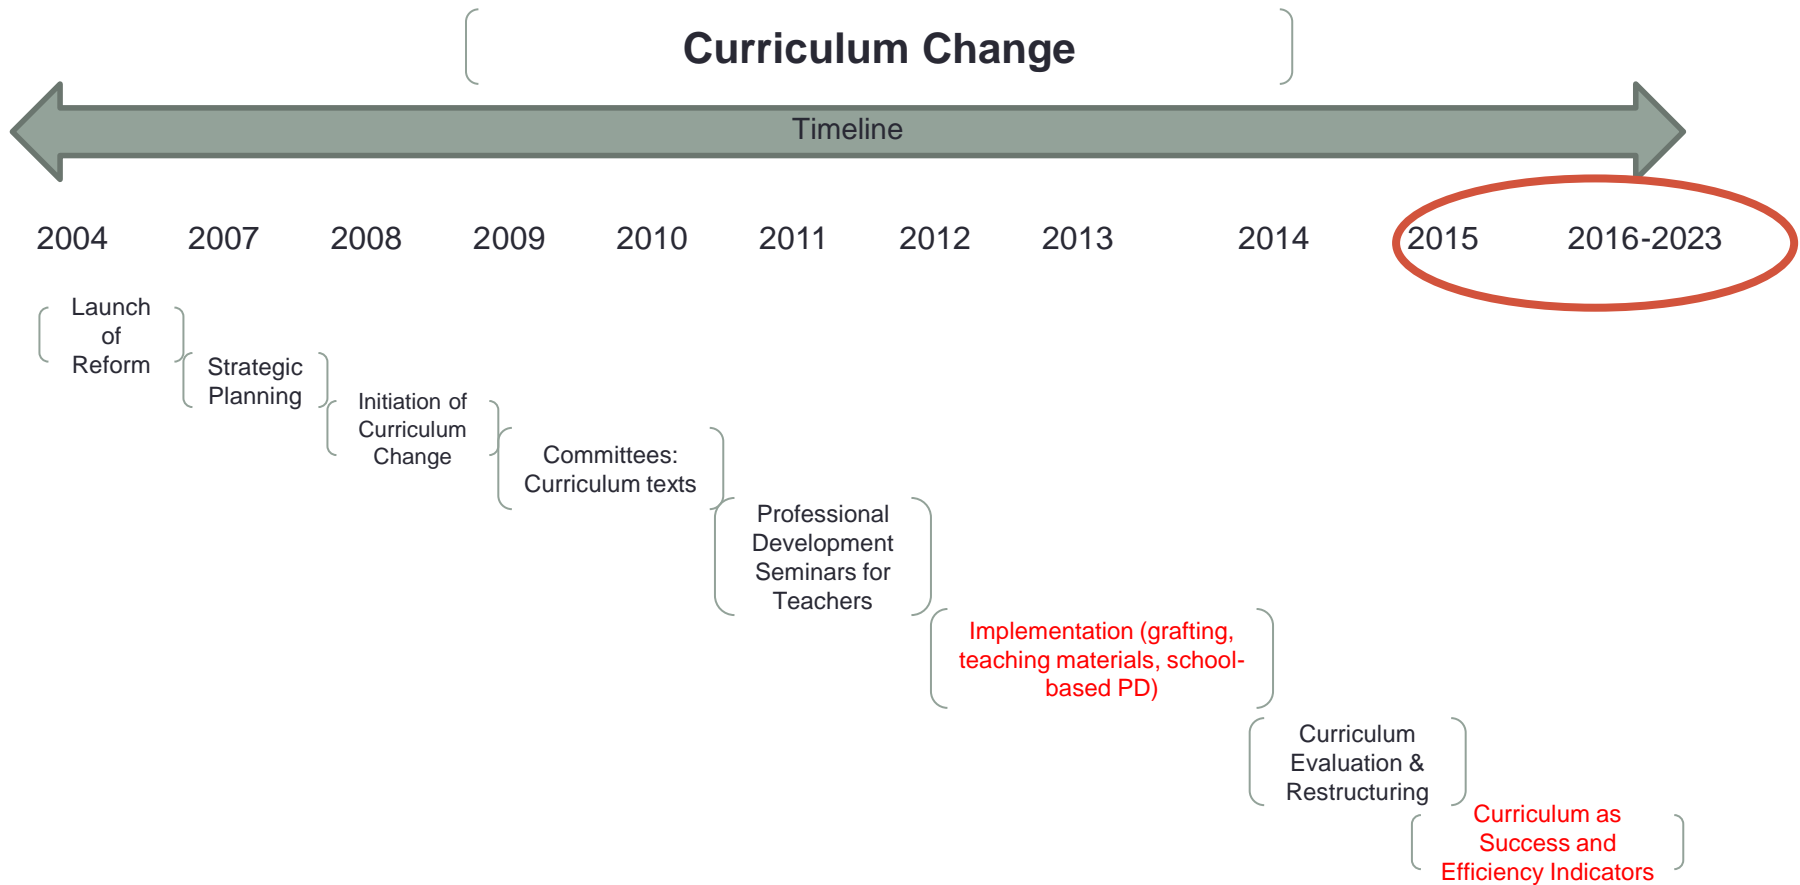 Curriculum Change
Timeline
2004 2007 2008 2009 2010 2011 2012 2013 2014 2015 2016-2023
Launch
of
Reform
Strategic
Planning
Initiation of
Curriculum
Change
Committees:
Curriculum texts
Professional
Development
Seminars for
Teachers
Implementation (grafting,
teaching materials, school-
based PD)
Curriculum
Evaluation &
Restructuring
Curriculum as
Success and
Efficiency Indicators